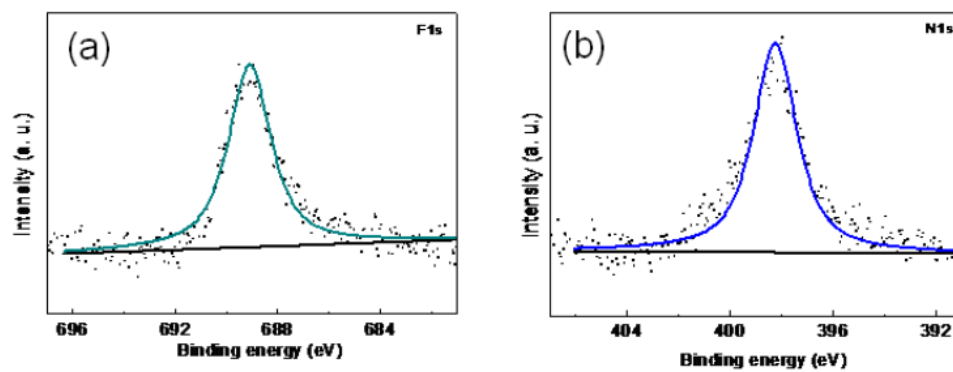 (a)
F1s
Intensity (a. u.)
696 692 688 684
Binding energy (eV)
(b)
N1s
Intensity (a. u.)
404 400 396 392
Binding energy (eV)